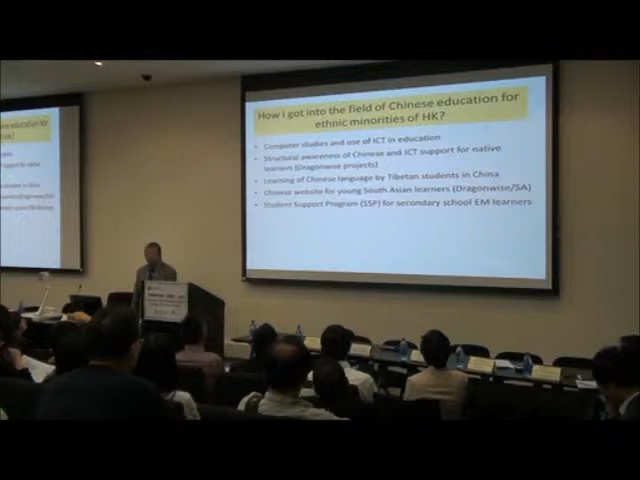 How I got into the field of Chinese education for
ethnic minorities of HK?
• Computer studies and use of ICT in education
• Structural awareness of Chinese and ICT support for native
learners (Dragonwise projects)
• Learning of Chinese language by Tibetan students in China
• Chinese website for young South Asian learners (Dragonwise/SA)
• Student Support Program (SSP) for secondary school EM learners